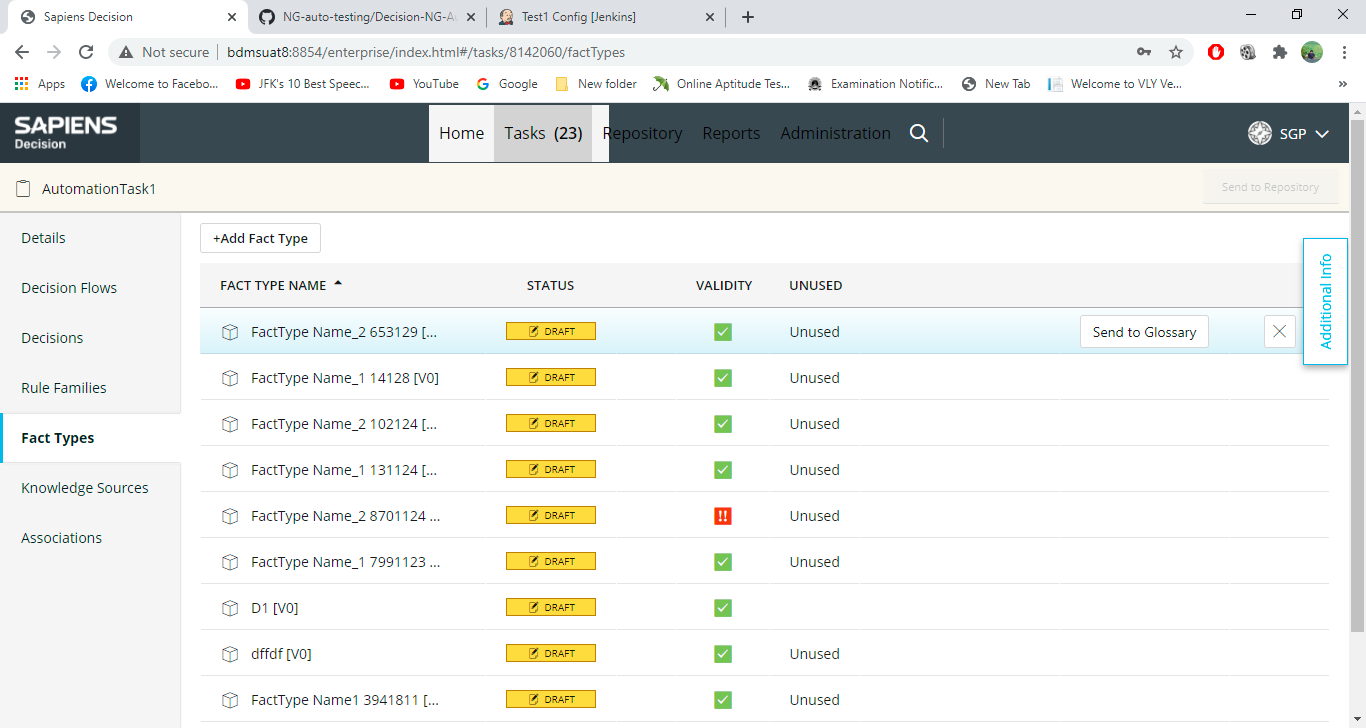 Sapiens Decision
NG-auto-testing/Decision-NG-Au
Test1 Config [Jenkins]
Not secure
bdmsuat8:8854/enterprise/index.html#/tasks/8142060/factTypes
Apps
Welcome to Facebo...
JFK's 10 Best Speec...
YouTube
Google
New folder
Online Aptitude Tes...
Examination Notific...
New Tab
Welcome to VLY Ve...
SAPIENS
Decision
Home
Tasks (23)
Repository
Reports
Administration
SGP
AutomationTask1
Send to Repository
Details
Decision Flows
Decisions
Rule Families
Fact Types
Knowledge Sources
Associations
+Add Fact Type
FACT TYPE NAME STATUS VALIDITY UNUSED
FactType Name_2 653129 [... DRAFT Unused Send to Glossary
FactType Name_1 14128 [V0] DRAFT Unused
FactType Name_2 102124 [... DRAFT Unused
FactType Name_1 131124 [... DRAFT Unused
FactType Name_2 8701124 ... DRAFT !! Unused
FactType Name_1 7991123 ... DRAFT Unused
D1 [V0] DRAFT
dffdf [V0] DRAFT Unused
FactType Name1 3941811 [... DRAFT Unused
Additional Info